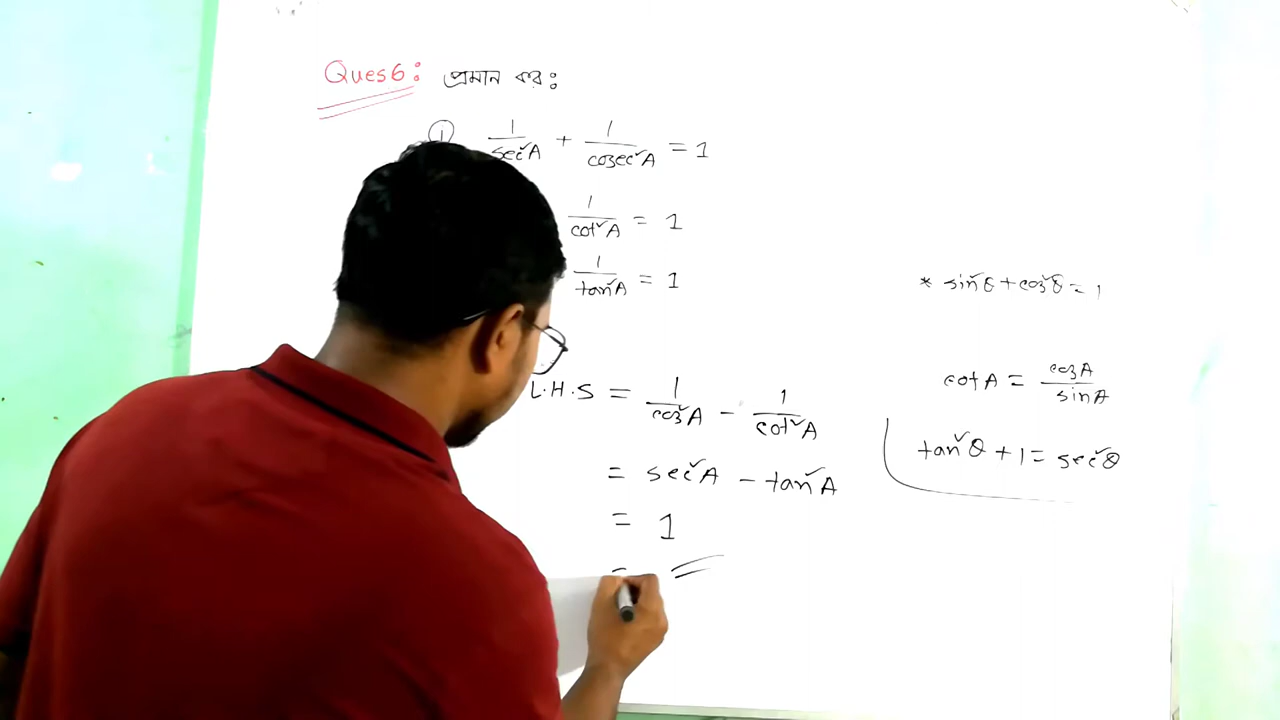 Ques6: প্রমান কর:
① 1/sec²A + 1/cosec²A = 1
1/cot²A = 1
1/tan²A = 1
* sin²θ + cos²θ = 1
L.H.S = 1/cos²A - 1/cot²A
= sec²A - tan²A
= 1
=
cotA = cosA/sinA
tan²θ + 1 = sec²θ